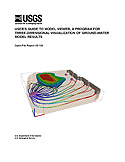 USGS
USER'S GUIDE TO MODEL VIEWER, A PROGRAM FOR
THREE-DIMENSIONAL VISUALIZATION OF GROUND-WATER
MODEL RESULTS
Open-File Report 02-106
U.S. Department of the Interior
U.S. Geological Survey